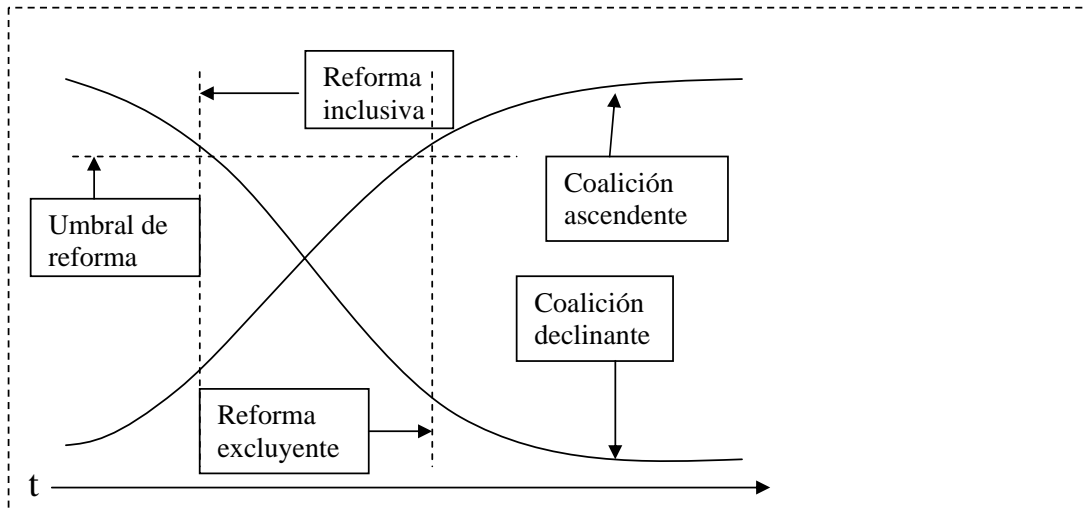 Reforma
inclusiva
Coalición
ascendente
Umbral de
reforma
Coalición
declinante
Reforma
excluyente
t